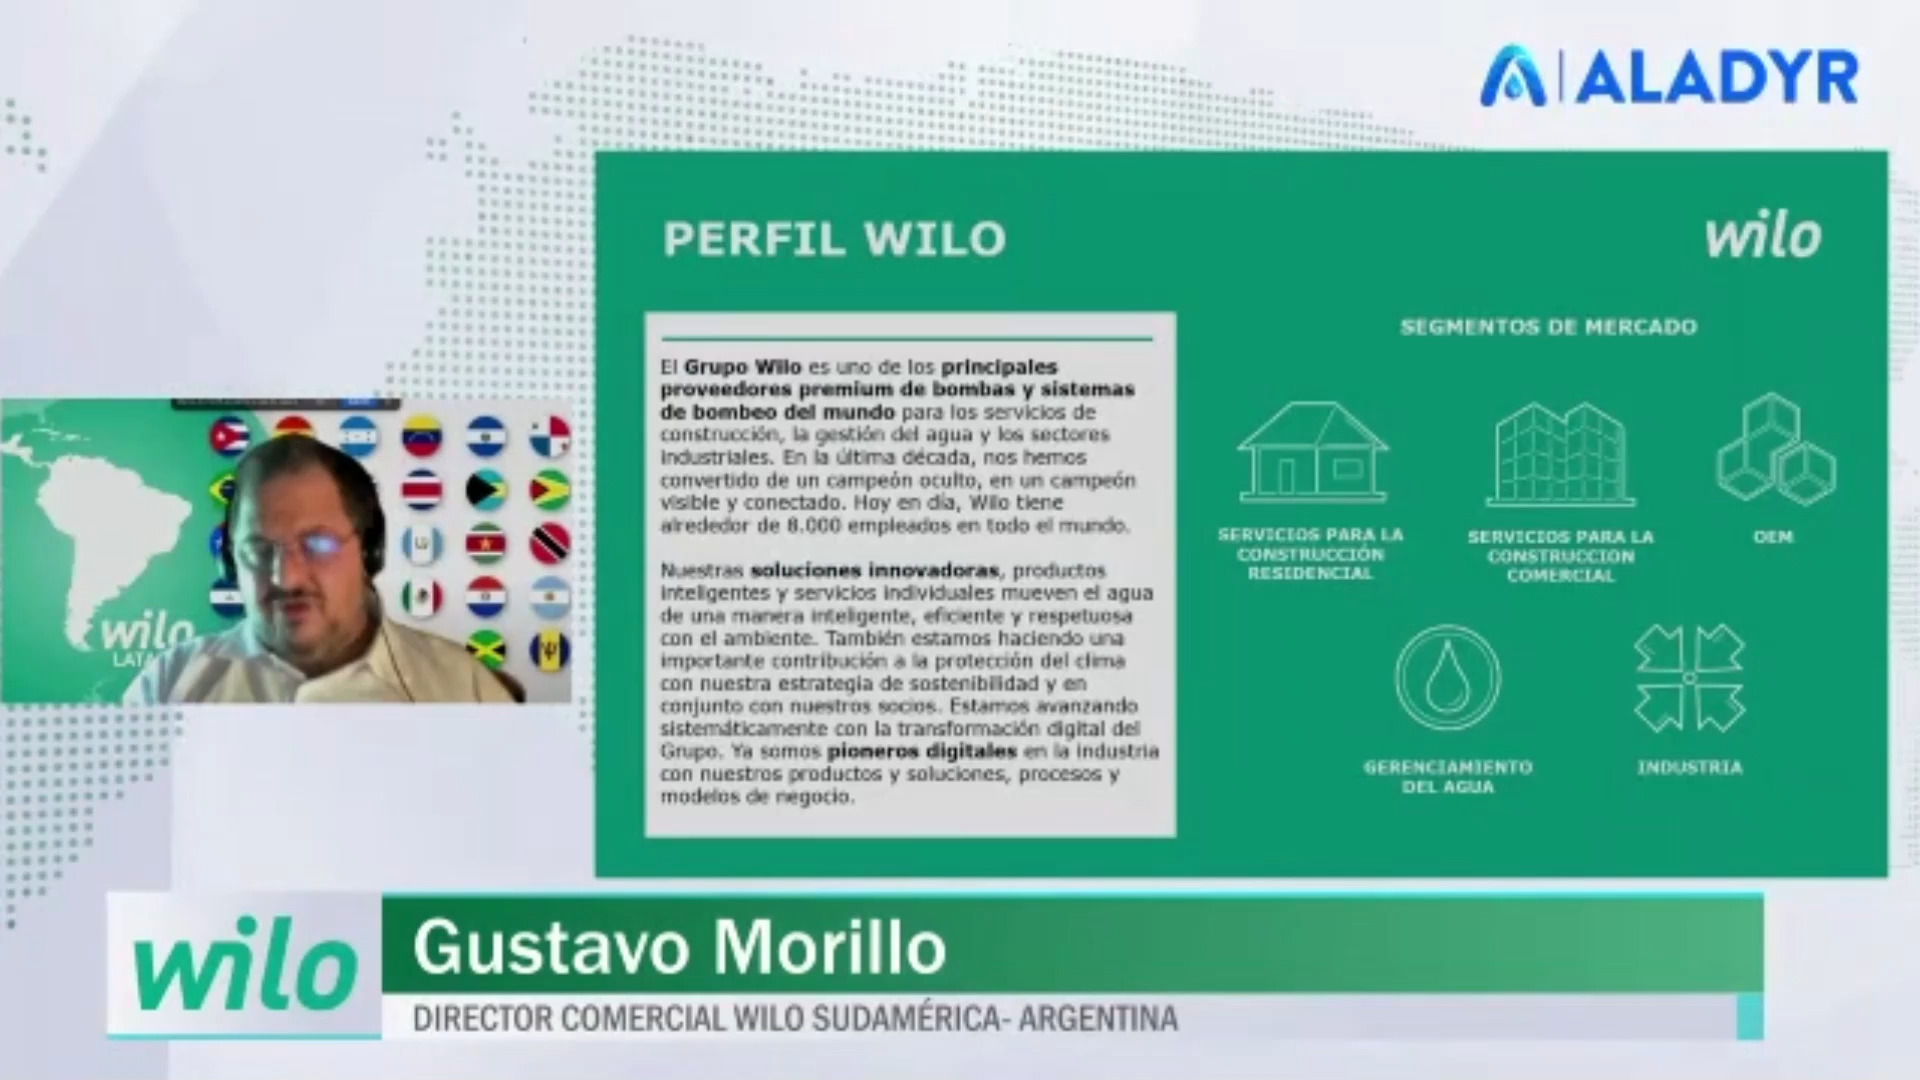 ALADYR
PERFIL WILO
wilo
El Grupo Wilo es uno de los principales
proveedores premium de bombas y sistemas
de bombeo del mundo para los servicios de
construcción, la gestión del agua y los sectores
industriales. En la última década, nos hemos
convertido de un campeón oculto, en un campeón
visible y conectado. Hoy en día, Wilo tiene
alrededor de 8.000 empleados en todo el mundo.
Nuestras soluciones innovadoras, productos
inteligentes y servicios individuales mueven el agua
de una manera inteligente, eficiente y respetuosa
con el ambiente. También estamos haciendo una
importante contribución a la protección del clima
con nuestra estrategia de sostenibilidad y en
conjunto con nuestros socios. Estamos avanzando
sistemáticamente con la transformación digital del
Grupo. Ya somos pioneros digitales en la industria
con nuestros productos y soluciones, procesos y
modelos de negocio.
SEGMENTOS DE MERCADO
SERVICIOS PARA LA
CONSTRUCCIÓN
RESIDENCIAL
SERVICIOS PARA LA
CONSTRUCCION
COMERCIAL
OEM
GERENCIAMIENTO
DEL AGUA
INDUSTRIA
wilo
wilo
Gustavo Morillo
DIRECTOR COMERCIAL WILO SUDAMÉRICA- ARGENTINA